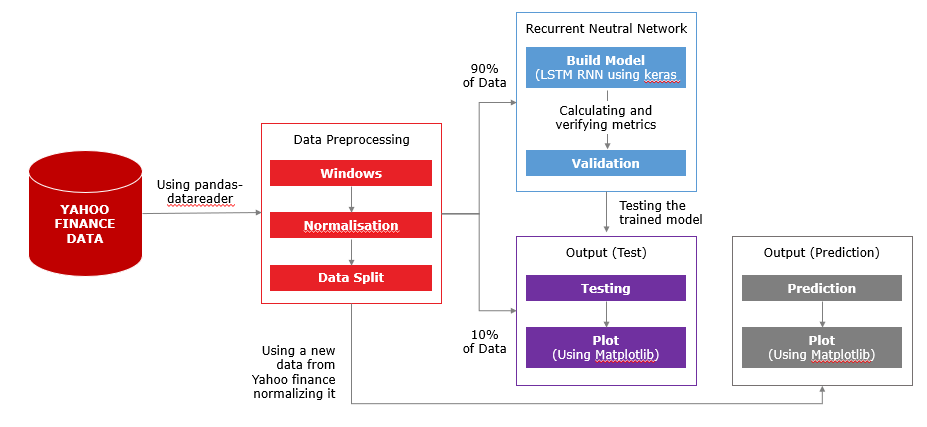 YAHOO
FINANCE
DATA
Using pandas-
datareader
Data Preprocessing
Windows
Normalisation
Data Split
90%
of Data
10%
of Data
Recurrent Neutral Network
Build Model
(LSTM RNN using keras
Calculating and
verifying metrics
Validation
Testing the
trained model
Output (Test)
Testing
Plot
(Using Matplotlib)
Using a new
data from
Yahoo finance
normalizing it
Output (Prediction)
Prediction
Plot
(Using Matplotlib)